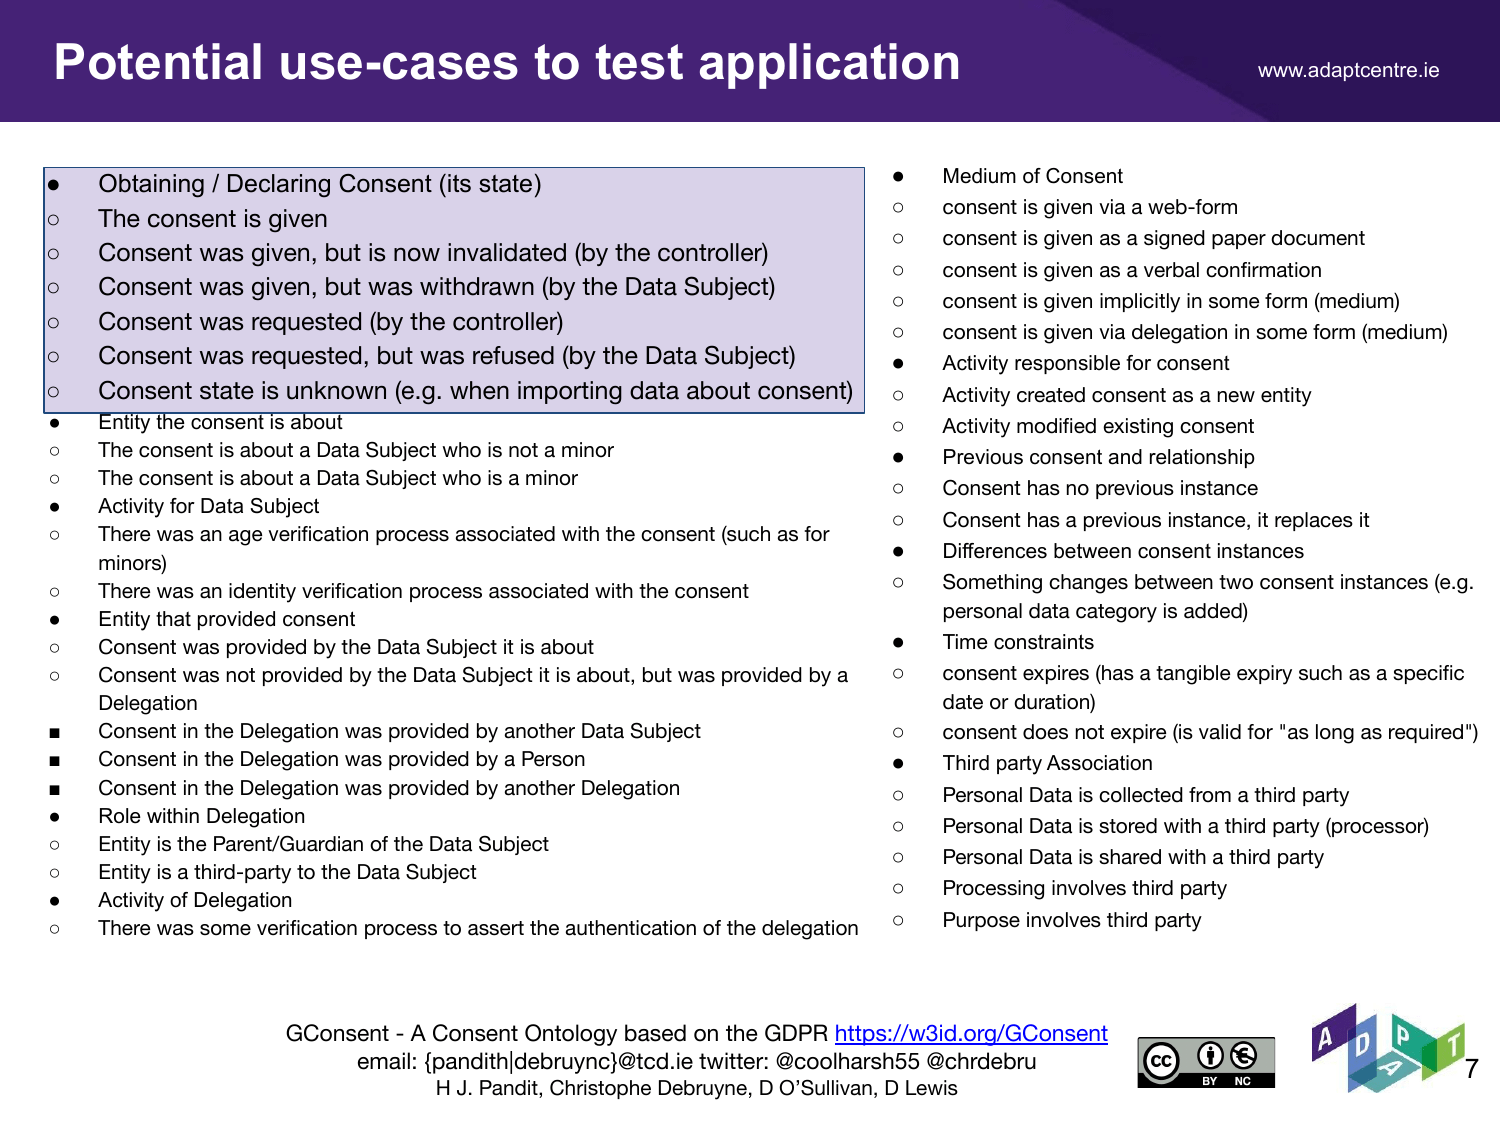 Potential use-cases to test application
www.adaptcentre.ie
● Obtaining / Declaring Consent (its state)
○ The consent is given
○ Consent was given, but is now invalidated (by the controller)
○ Consent was given, but was withdrawn (by the Data Subject)
○ Consent was requested (by the controller)
○ Consent was requested, but was refused (by the Data Subject)
○ Consent state is unknown (e.g. when importing data about consent)
● Entity the consent is about
○ The consent is about a Data Subject who is not a minor
○ The consent is about a Data Subject who is a minor
● Activity for Data Subject
○ There was an age verification process associated with the consent (such as for
minors)
○ There was an identity verification process associated with the consent
● Entity that provided consent
○ Consent was provided by the Data Subject it is about
○ Consent was not provided by the Data Subject it is about, but was provided by a
Delegation
■ Consent in the Delegation was provided by another Data Subject
■ Consent in the Delegation was provided by a Person
■ Consent in the Delegation was provided by another Delegation
● Role within Delegation
○ Entity is the Parent/Guardian of the Data Subject
○ Entity is a third-party to the Data Subject
● Activity of Delegation
○ There was some verification process to assert the authentication of the delegation
● Medium of Consent
○ consent is given via a web-form
○ consent is given as a signed paper document
○ consent is given as a verbal confirmation
○ consent is given implicitly in some form (medium)
○ consent is given via delegation in some form (medium)
● Activity responsible for consent
○ Activity created consent as a new entity
○ Activity modified existing consent
● Previous consent and relationship
○ Consent has no previous instance
○ Consent has a previous instance, it replaces it
● Differences between consent instances
○ Something changes between two consent instances (e.g.
personal data category is added)
● Time constraints
○ consent expires (has a tangible expiry such as a specific
date or duration)
○ consent does not expire (is valid for "as long as required")
● Third party Association
○ Personal Data is collected from a third party
○ Personal Data is stored with a third party (processor)
○ Personal Data is shared with a third party
○ Processing involves third party
○ Purpose involves third party
GConsent - A Consent Ontology based on the GDPR https://w3id.org/GConsent
email: {pandith|debruync}@tcd.ie twitter: @coolharsh55 @chrdebru
H J. Pandit, Christophe Debruyne, D O’Sullivan, D Lewis
cc
BY NC
ADAPT
7